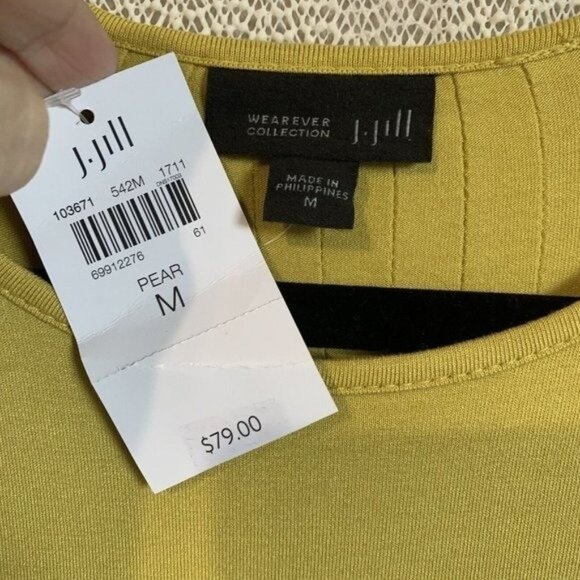 J.Jill
103671 542M 1711
69912276 61
PEAR
M
$79.00
WEAREVER
COLLECTION
J.Jill
MADE IN
PHILIPPINES
M